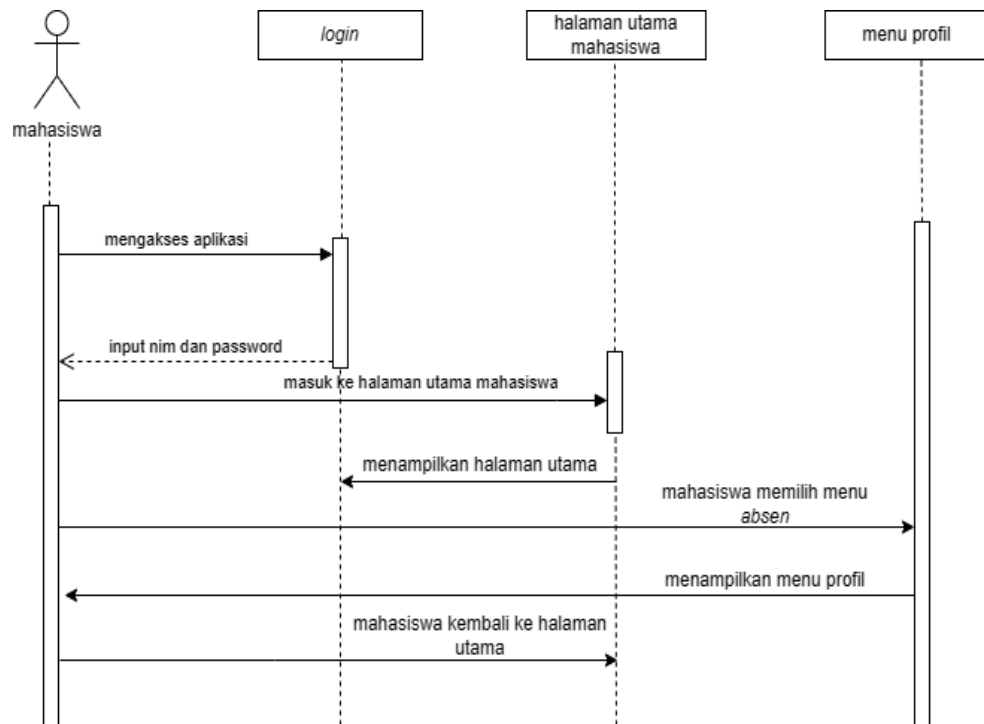 login
halaman utama
mahasiswa
menu profil
mahasiswa
mengakses aplikasi
input nim dan password
masuk ke halaman utama mahasiswa
menampilkan halaman utama
mahasiswa memilih menu
absen
menampilkan menu profil
mahasiswa kembali ke halaman
utama